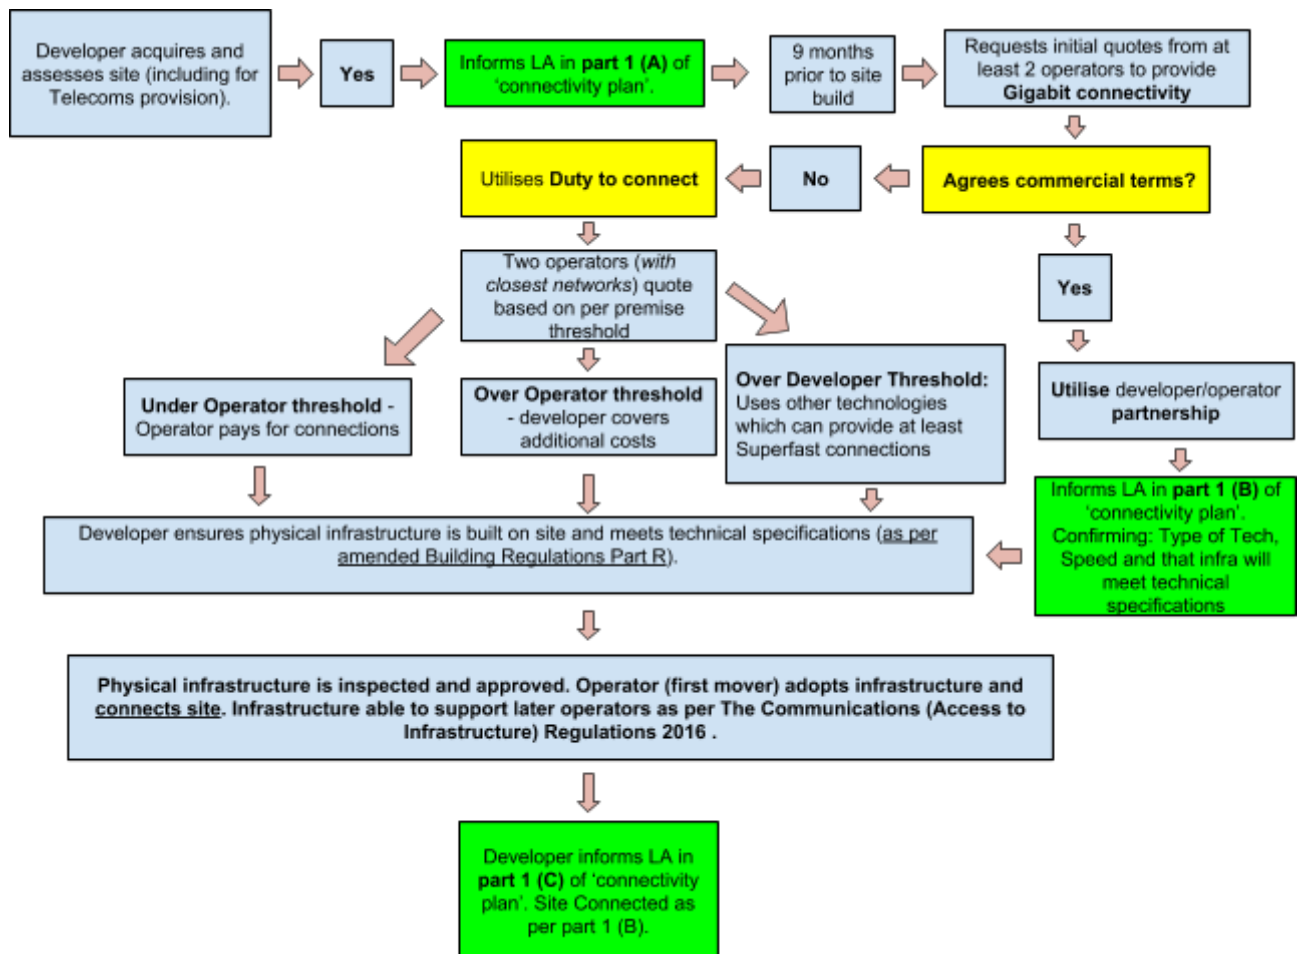 Developer acquires and
assesses site (including for
Telecoms provision).
Yes
Informs LA in part 1 (A) of
‘connectivity plan’.
9 months
prior to site
build
Requests initial quotes from at
least 2 operators to provide
Gigabit connectivity
Utilises Duty to connect
No
Agrees commercial terms?
Two operators (with
closest networks) quote
based on per premise
threshold
Yes
Under Operator threshold -
Operator pays for connections
Over Operator threshold
- developer covers
additional costs
Over Developer Threshold:
Uses other technologies
which can provide at least
Superfast connections
Utilise developer/operator
partnership
Informs LA in part 1 (B) of
‘connectivity plan’.
Confirming: Type of Tech,
Speed and that infra will
meet technical
specifications
Developer ensures physical infrastructure is built on site and meets technical specifications (as per
amended Building Regulations Part R).
Physical infrastructure is inspected and approved. Operator (first mover) adopts infrastructure and
connects site. Infrastructure able to support later operators as per The Communications (Access to
Infrastructure) Regulations 2016 .
Developer informs LA in
part 1 (C) of ‘connectivity
plan’. Site Connected as
per part 1 (B).